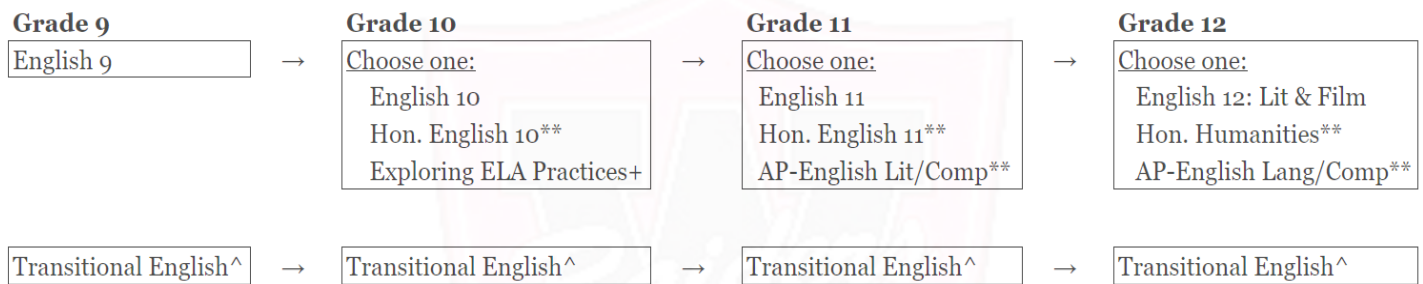 Grade 9
English 9
→
Grade 10
Choose one:
English 10
Hon. English 10**
Exploring ELA Practices+
→
Grade 11
Choose one:
English 11
Hon. English 11**
AP-English Lit/Comp**
→
Grade 12
Choose one:
English 12: Lit & Film
Hon. Humanities**
AP-English Lang/Comp**
Transitional English^ → Transitional English^ → Transitional English^ → Transitional English^